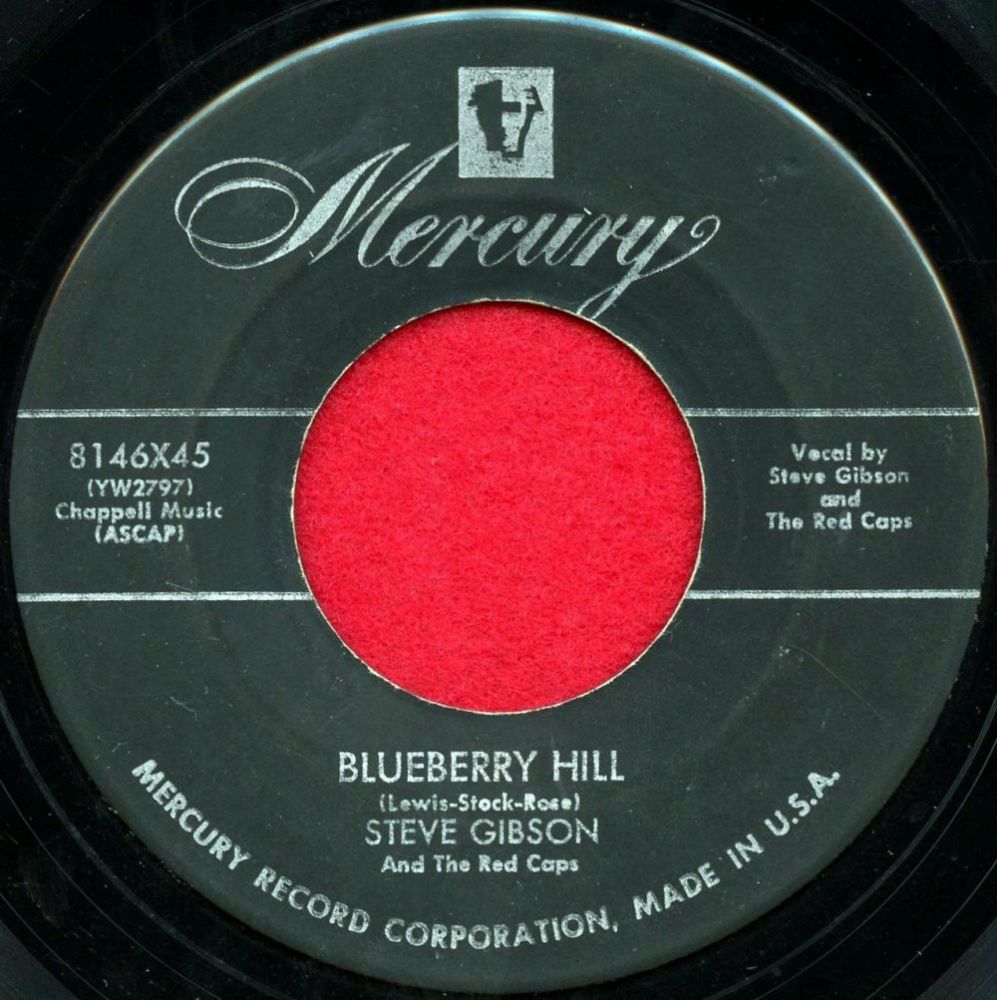 Mercury
8146X45
(YW2797)
Chappell Music
(ASCAP)
Vocal by
Steve Gibson
and
The Red Caps
BLUEBERRY HILL
(Lewis-Stock-Rose)
STEVE GIBSON
And The Red Caps
MERCURY RECORD CORPORATION, MADE IN U.S.A.